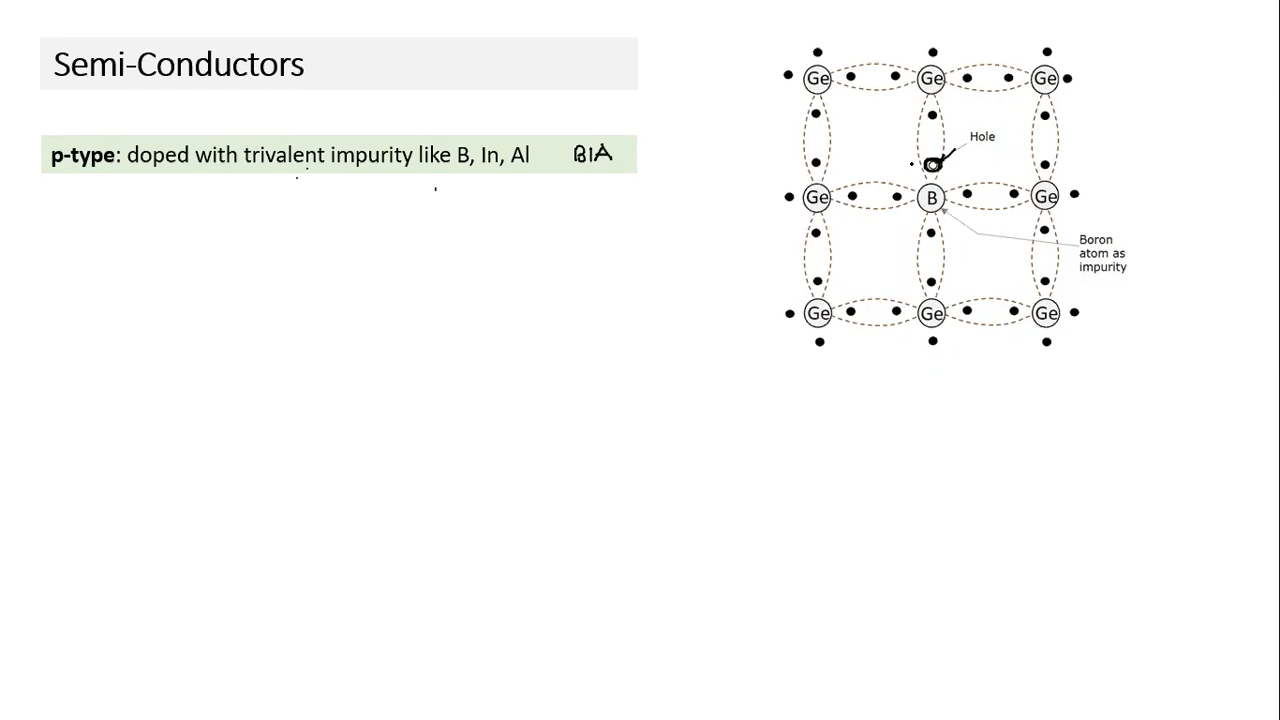 Semi-Conductors
p-type: doped with trivalent impurity like B, In, Al BIA
Ge Ge Ge
Hole
Ge B Ge
Boron
atom as
impurity
Ge Ge Ge